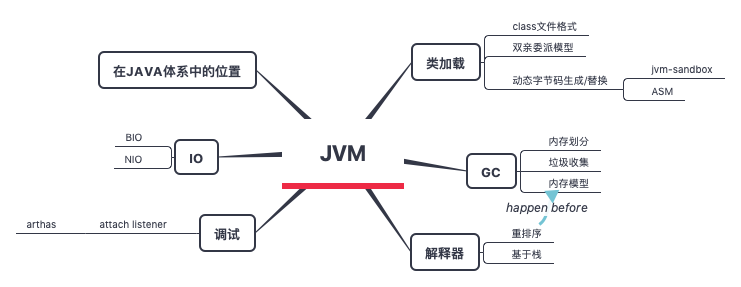 JVM
在JAVA体系中的位置
IO
BIO
NIO
调试
attach listener
arthas
类加载
class文件格式
双亲委派模型
动态字节码生成/替换
jvm-sandbox
ASM
GC
内存划分
垃圾收集
内存模型
happen before
解释器
重排序
基于栈